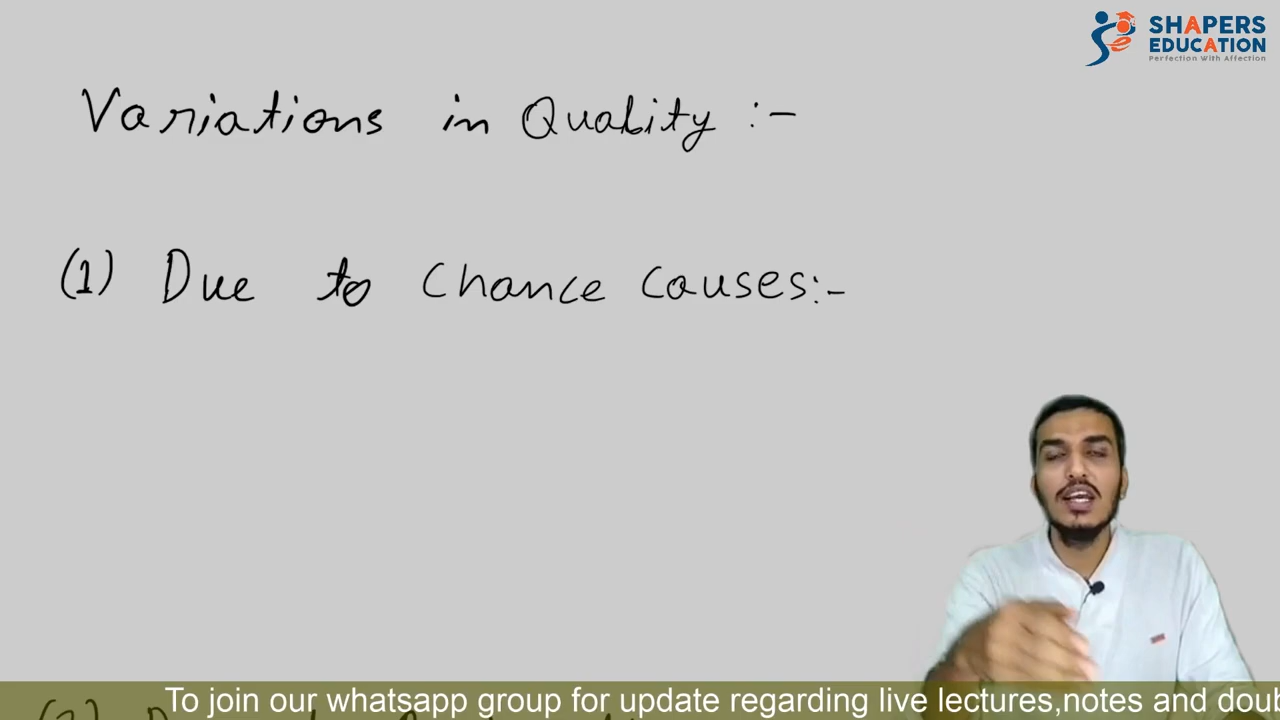 SHAPERS
EDUCATION
Perfection With Affection
Variations in Quality :-
(1) Due to Chance Causes:-
To join our whatsapp group for update regarding live lectures,notes and doub